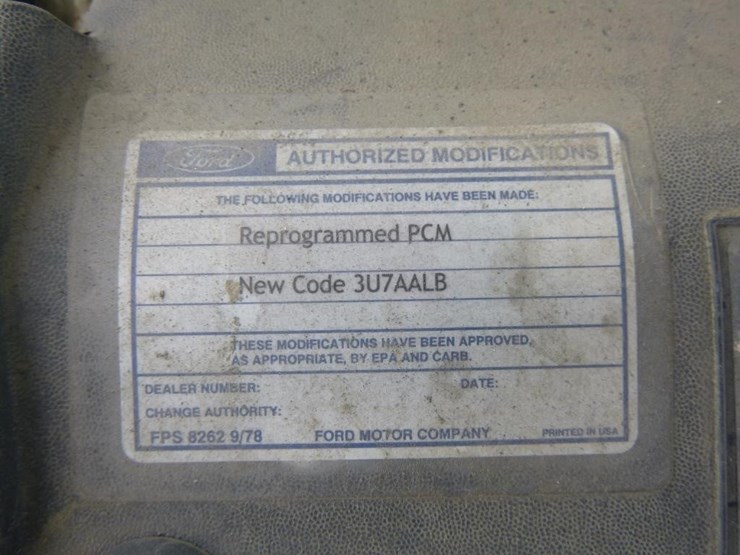 Ford AUTHORIZED MODIFICATIONS
THE FOLLOWING MODIFICATIONS HAVE BEEN MADE:
Reprogrammed PCM
New Code 3U7AALB
THESE MODIFICATIONS HAVE BEEN APPROVED,
AS APPROPRIATE, BY EPA AND CARB.
DEALER NUMBER: DATE:
CHANGE AUTHORITY:
FPS 8262 9/78 FORD MOTOR COMPANY PRINTED IN USA